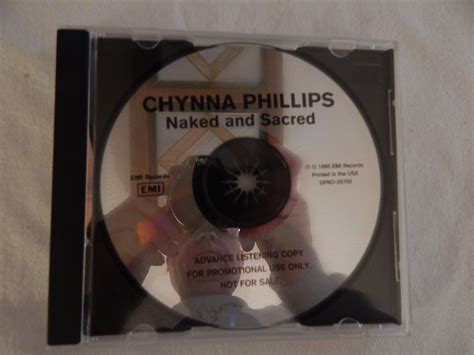 CHYNNA PHILLIPS
Naked and Sacred
EMI Records
EMI
℗ © 1995 EMI Records
Printed in the USA
DPRO-35705
ADVANCE LISTENING COPY
FOR PROMOTIONAL USE ONLY.
NOT FOR SALE.